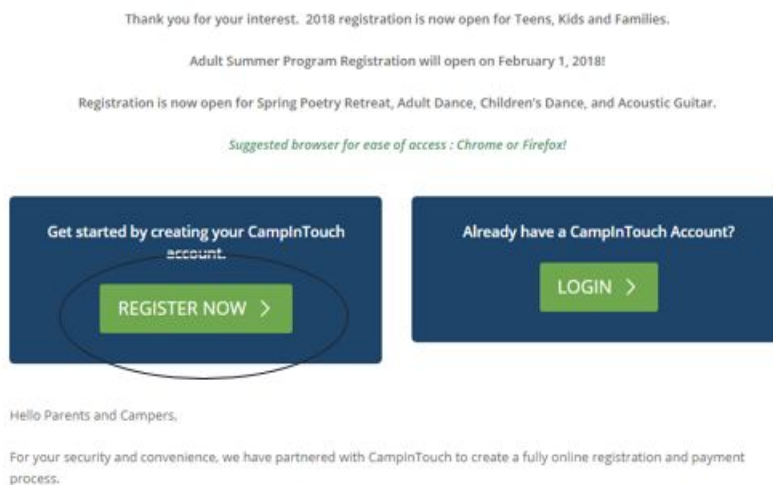 Thank you for your interest.  2018 registration is now open for Teens, Kids and Families.
Adult Summer Program Registration will open on February 1, 2018!
Registration is now open for Spring Poetry Retreat, Adult Dance, Children's Dance, and Acoustic Guitar.
Suggested browser for ease of access : Chrome or Firefox!
Get started by creating your CampInTouch
account.
REGISTER NOW >
Already have a CampInTouch Account?
LOGIN >
Hello Parents and Campers,
For your security and convenience, we have partnered with CampInTouch to create a fully online registration and payment
process.